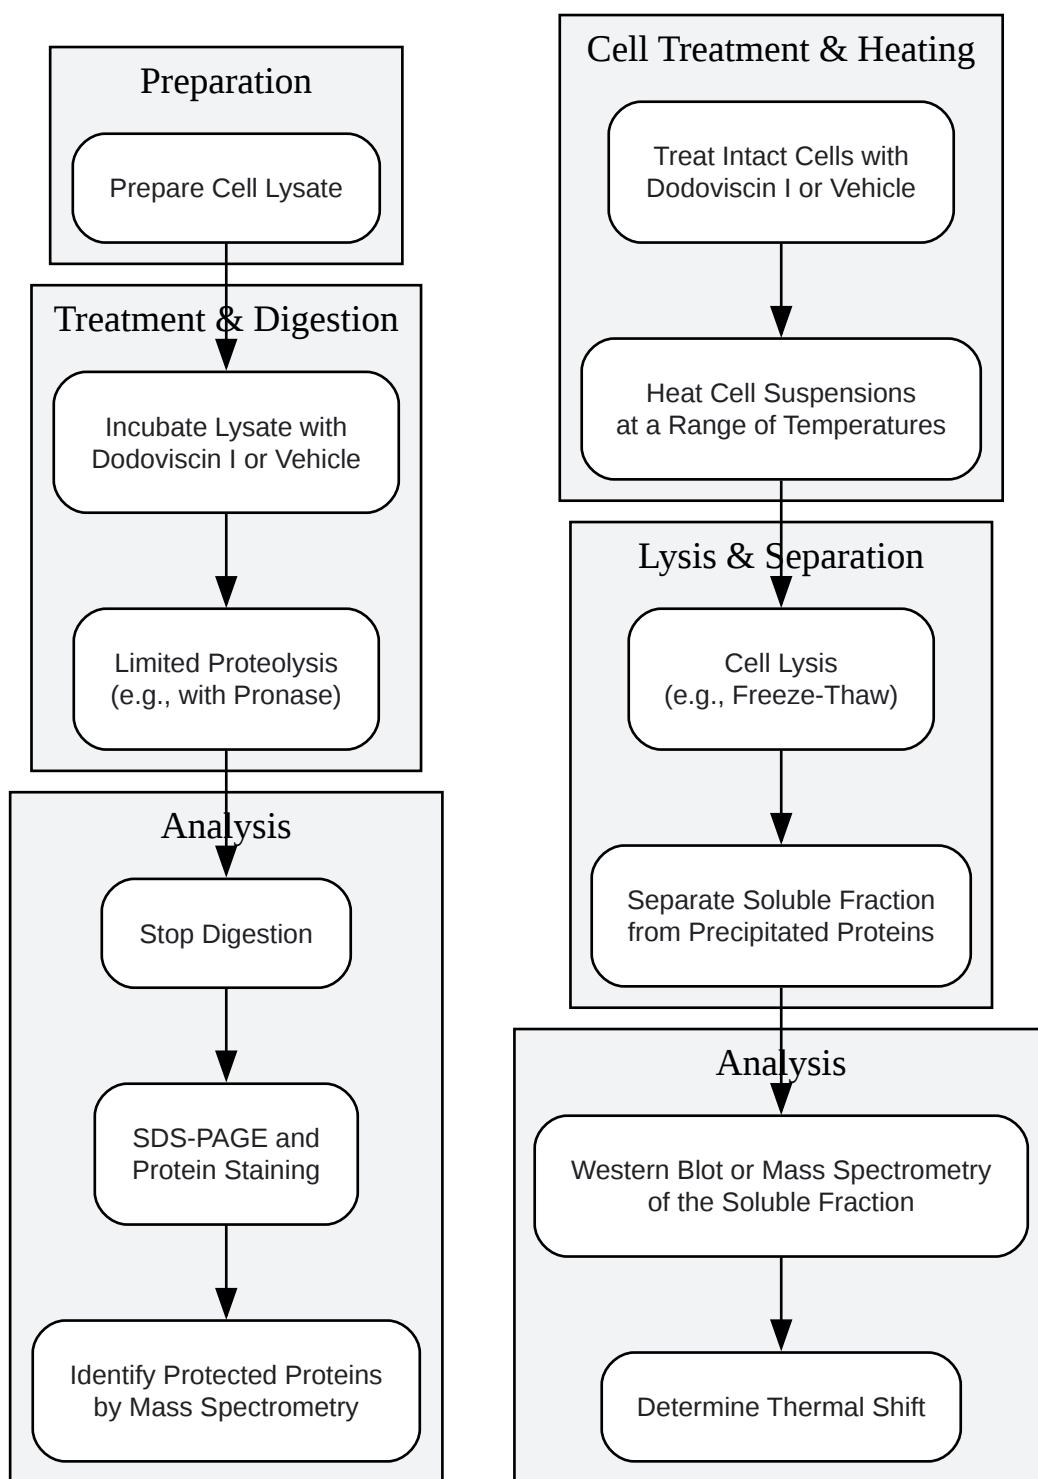 Preparation
Prepare Cell Lysate
Treatment & Digestion
Incubate Lysate with
Dodoviscin I or Vehicle
Limited Proteolysis
(e.g., with Pronase)
Analysis
Stop Digestion
SDS-PAGE and
Protein Staining
Identify Protected Proteins
by Mass Spectrometry
Cell Treatment & Heating
Treat Intact Cells with
Dodoviscin I or Vehicle
Heat Cell Suspensions
at a Range of Temperatures
Lysis & Separation
Cell Lysis
(e.g., Freeze-Thaw)
Separate Soluble Fraction
from Precipitated Proteins
Analysis
Western Blot or Mass Spectrometry
of the Soluble Fraction
Determine Thermal Shift